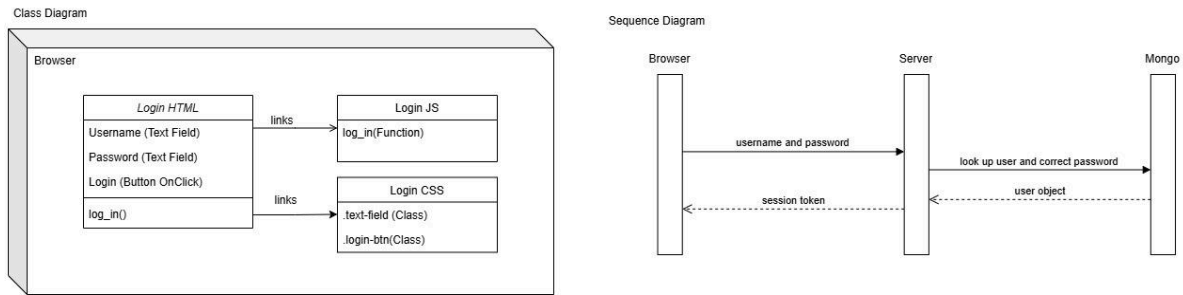 Class Diagram
Browser
Login HTML
Username (Text Field)
Password (Text Field)
Login (Button OnClick)
log_in()
links
links
Login JS
log_in(Function)
Login CSS
.text-field (Class)
.login-btn(Class)
Sequence Diagram
Browser
Server
Mongo
username and password
look up user and correct password
user object
session token